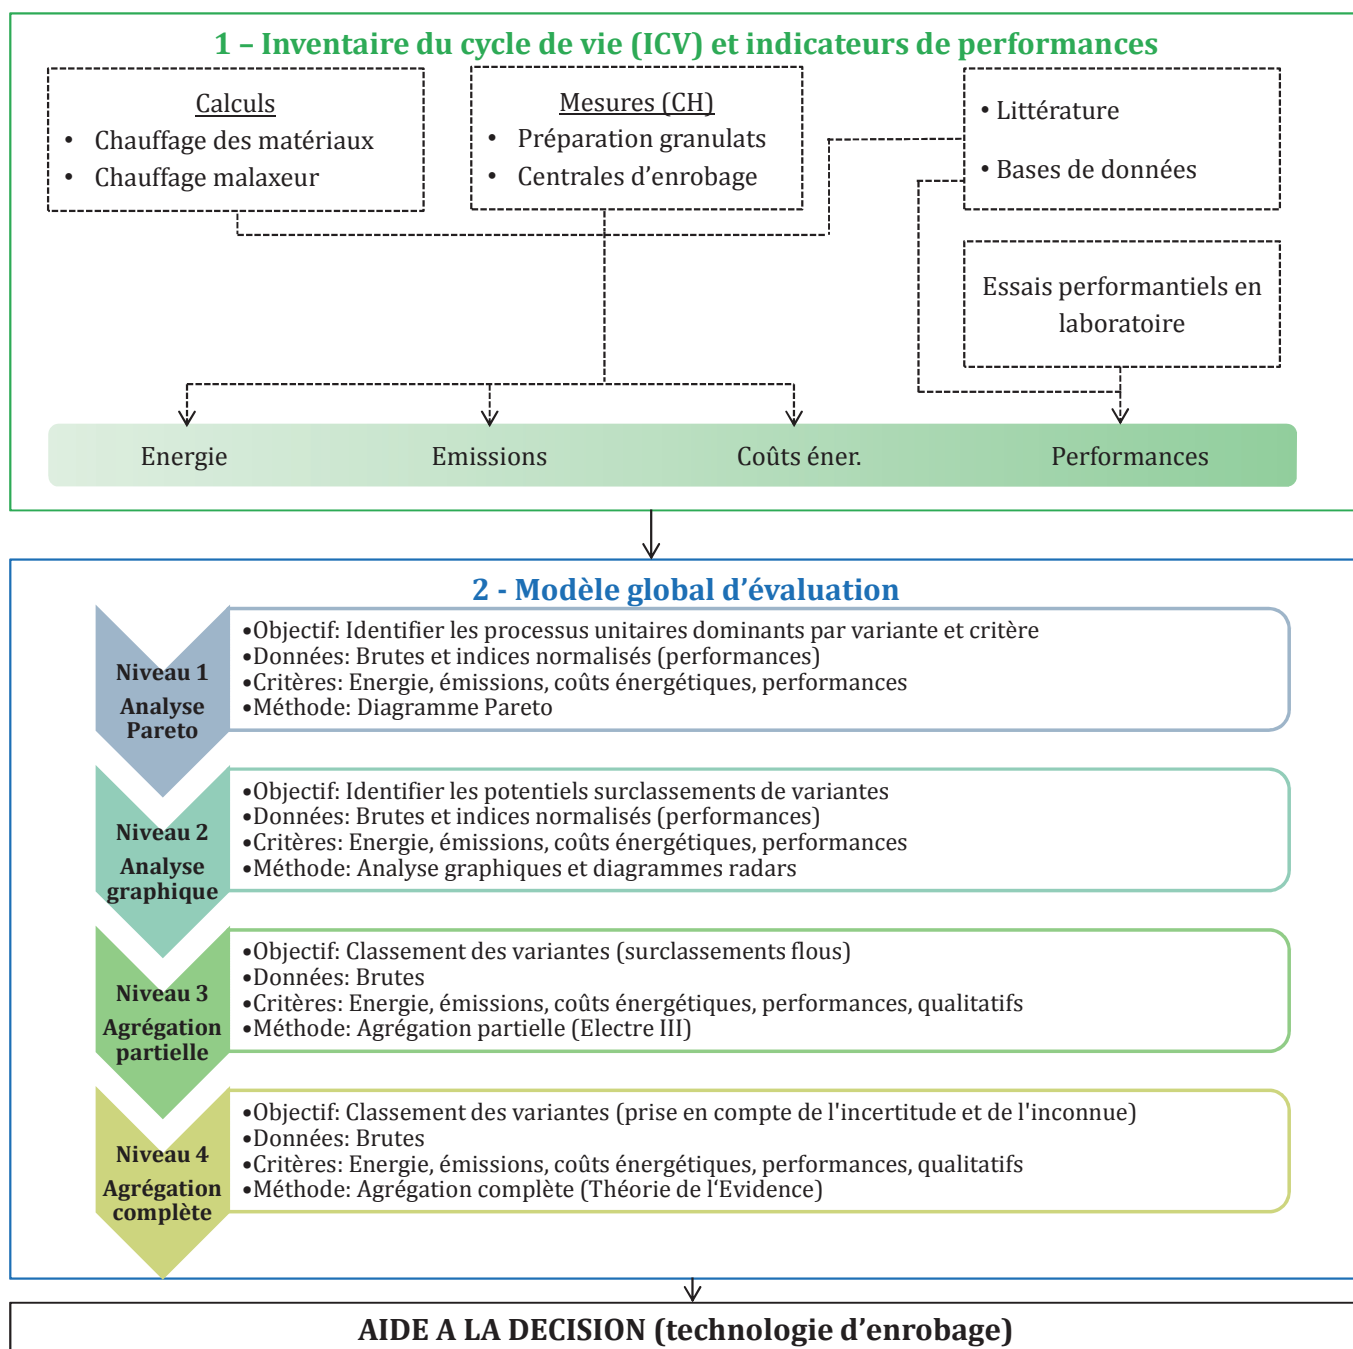 1 – Inventaire du cycle de vie (ICV) et indicateurs de performances
Calculs
• Chauffage des matériaux
• Chauffage malaxeur
Mesures (CH)
• Préparation granulats
• Centrales d’enrobage
• Littérature
• Bases de données
Essais performantiels en
laboratoire
Energie
Emissions
Coûts éner.
Performances
2 - Modèle global d’évaluation
Niveau 1
Analyse
Pareto
•Objectif: Identifier les processus unitaires dominants par variante et critère
•Données: Brutes et indices normalisés (performances)
•Critères: Energie, émissions, coûts énergétiques, performances
•Méthode: Diagramme Pareto
Niveau 2
Analyse
graphique
•Objectif: Identifier les potentiels surclassements de variantes
•Données: Brutes et indices normalisés (performances)
•Critères: Energie, émissions, coûts énergétiques, performances
•Méthode: Analyse graphiques et diagrammes radars
Niveau 3
Agrégation
partielle
•Objectif: Classement des variantes (surclassements flous)
•Données: Brutes
•Critères: Energie, émissions, coûts énergétiques, performances, qualitatifs
•Méthode: Agrégation partielle (Electre III)
Niveau 4
Agrégation
complète
•Objectif: Classement des variantes (prise en compte de l'incertitude et de l'inconnue)
•Données: Brutes
•Critères: Energie, émissions, coûts énergétiques, performances, qualitatifs
•Méthode: Agrégation complète (Théorie de l‘Evidence)
AIDE A LA DECISION (technologie d’enrobage)